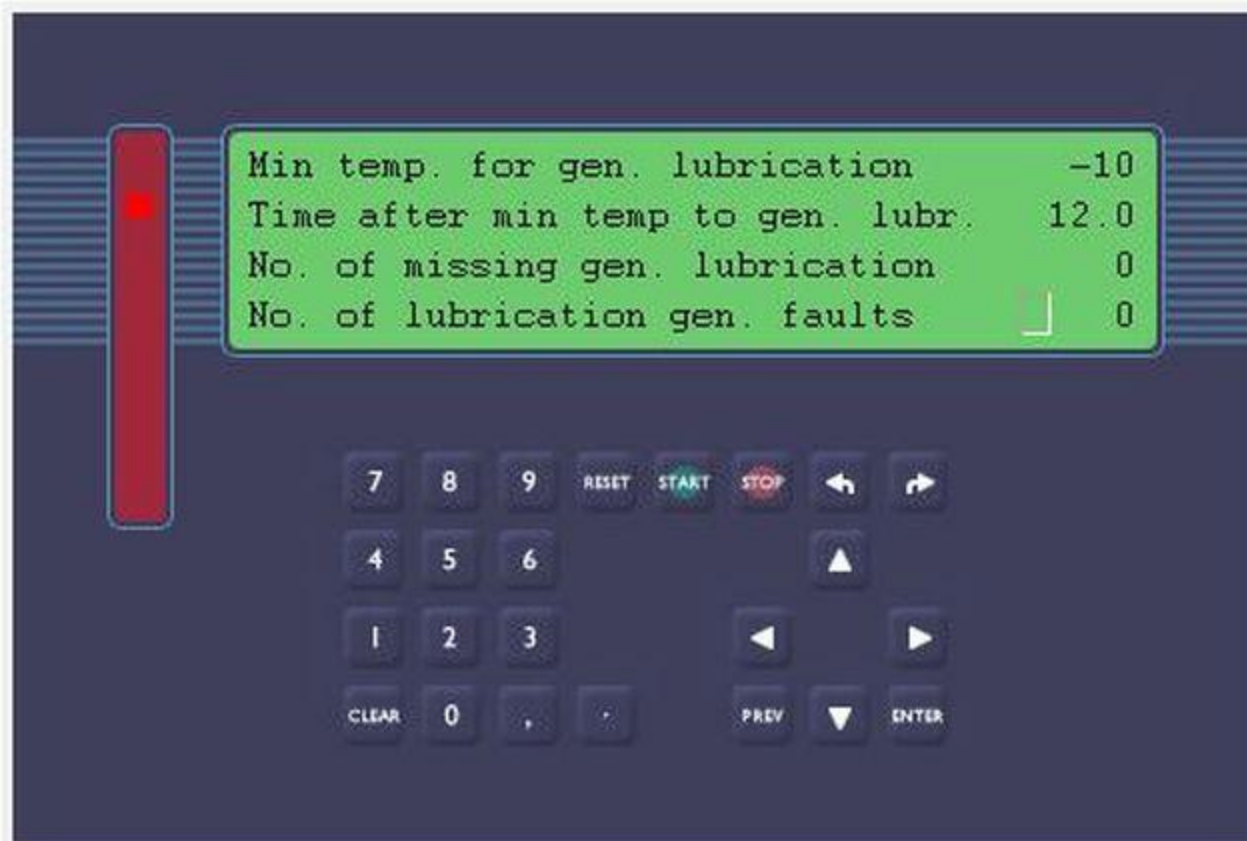 Min temp. for gen. lubrication -10
Time after min temp to gen. lubr. 12.0
No. of missing gen. lubrication 0
No. of lubrication gen. faults 0
7 8 9 RESET START STOP
4 5 6
1 2 3
CLEAR 0 , . PREV ENTER